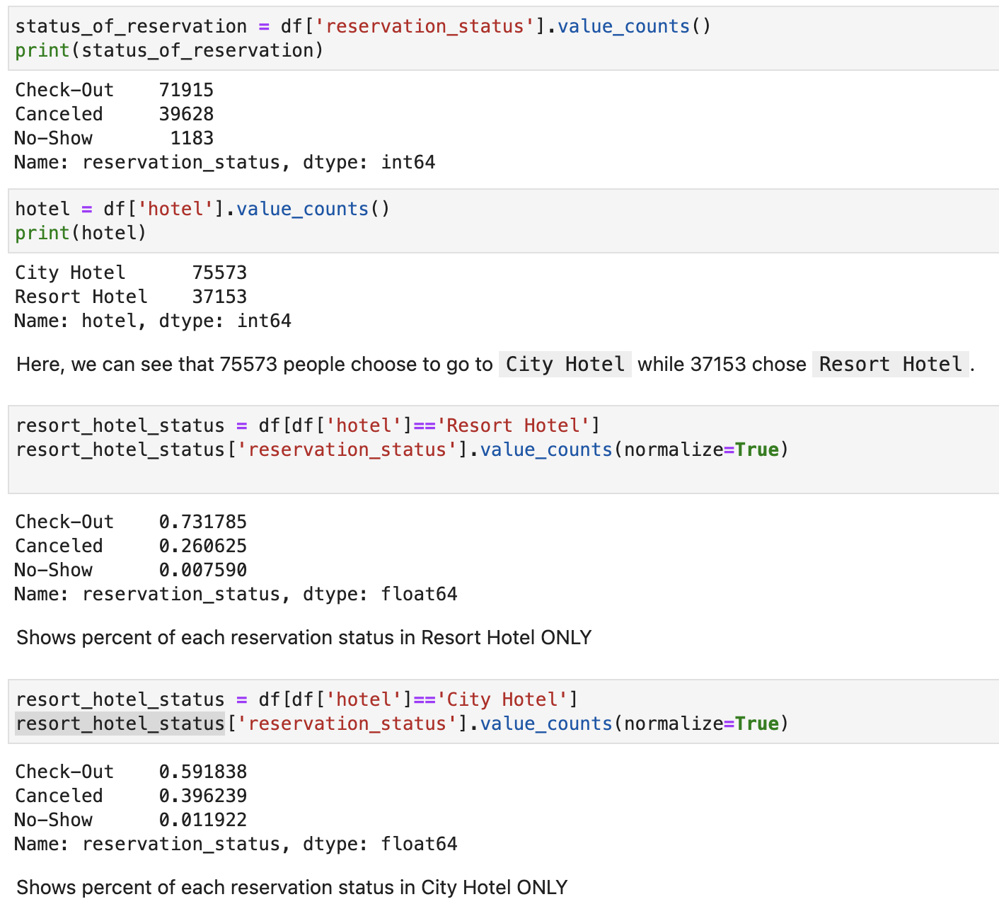 status_of_reservation = df['reservation_status'].value_counts()
print(status_of_reservation)
Check-Out    71915
Canceled     39628
No-Show       1183
Name: reservation_status, dtype: int64
hotel = df['hotel'].value_counts()
print(hotel)
City Hotel      75573
Resort Hotel    37153
Name: hotel, dtype: int64
Here, we can see that 75573 people choose to go to City Hotel while 37153 chose Resort Hotel.
resort_hotel_status = df[df['hotel']=='Resort Hotel']
resort_hotel_status['reservation_status'].value_counts(normalize=True)
Check-Out    0.731785
Canceled     0.260625
No-Show      0.007590
Name: reservation_status, dtype: float64
Shows percent of each reservation status in Resort Hotel ONLY
resort_hotel_status = df[df['hotel']=='City Hotel']
resort_hotel_status['reservation_status'].value_counts(normalize=True)
Check-Out    0.591838
Canceled     0.396239
No-Show      0.011922
Name: reservation_status, dtype: float64
Shows percent of each reservation status in City Hotel ONLY